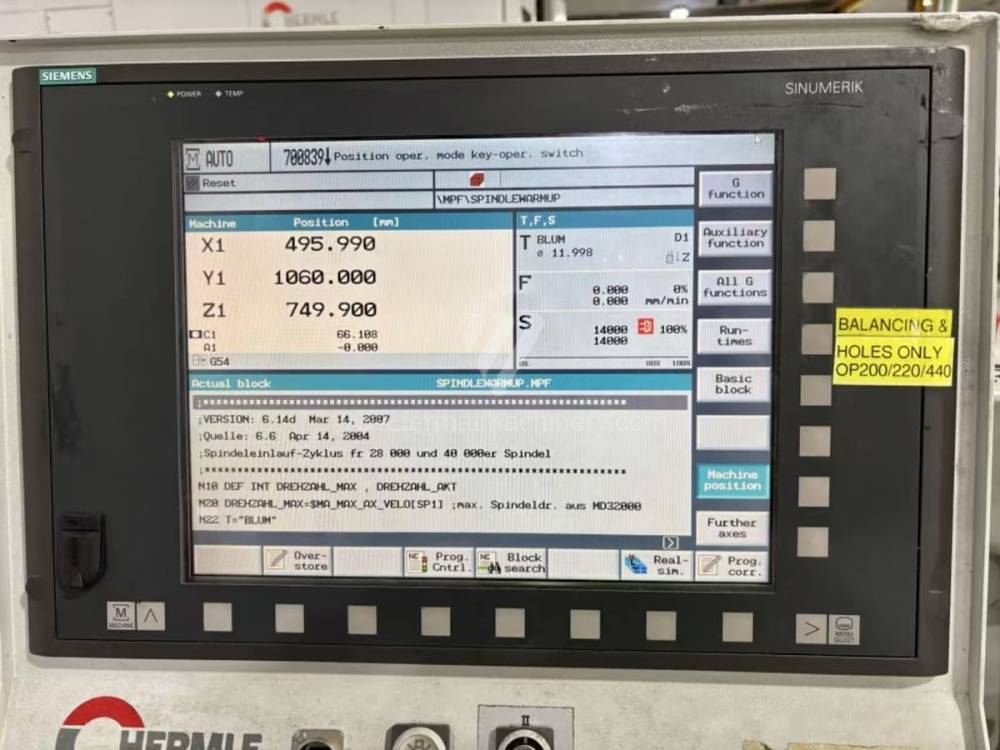 HERMLE
SIEMENS
POWER TEMP
SINUMERIK
M AUTO
700839↓Position oper. mode key-oper. switch
Reset
\MPF\SPINDLEWARMUP
Machine Position [mm]
X1 495.990
Y1 1060.000
Z1 749.900
C1 66.108
A1 -0.000
G54
T,F,S
T BLUM D1
ø 11.998
Z
F 0.000 0%
0.000 mm/min
S 14000 100%
14000
Actual block SPINDLEWARMUP.MPF
;VERSION: 6.14d Mar 14, 2007
;Quelle: 6.6 Apr 14, 2004
;Spindeleinlauf-Zyklus fr 28 000 und 40 000er Spindel
N10 DEF INT DREHZAHL_MAX , DREHZAHL_AKT
N20 DREHZAHL_MAX=$MA_MAX_AX_VELO[SP1] ;max. Spindeldr. aus MD32000
N22 T="BLUM"
G
function
Auxiliary
function
All G
functions
Run-
times
Basic
block
Machine
position
Further
axes
Over-
store
NC Prog.
Cntrl.
NC Block
search
Real-
sim.
Prog.
corr.
BALANCING &
HOLES ONLY
OP200/220/440
M
MACHINE
MENU
SELECT
HERMLE
II